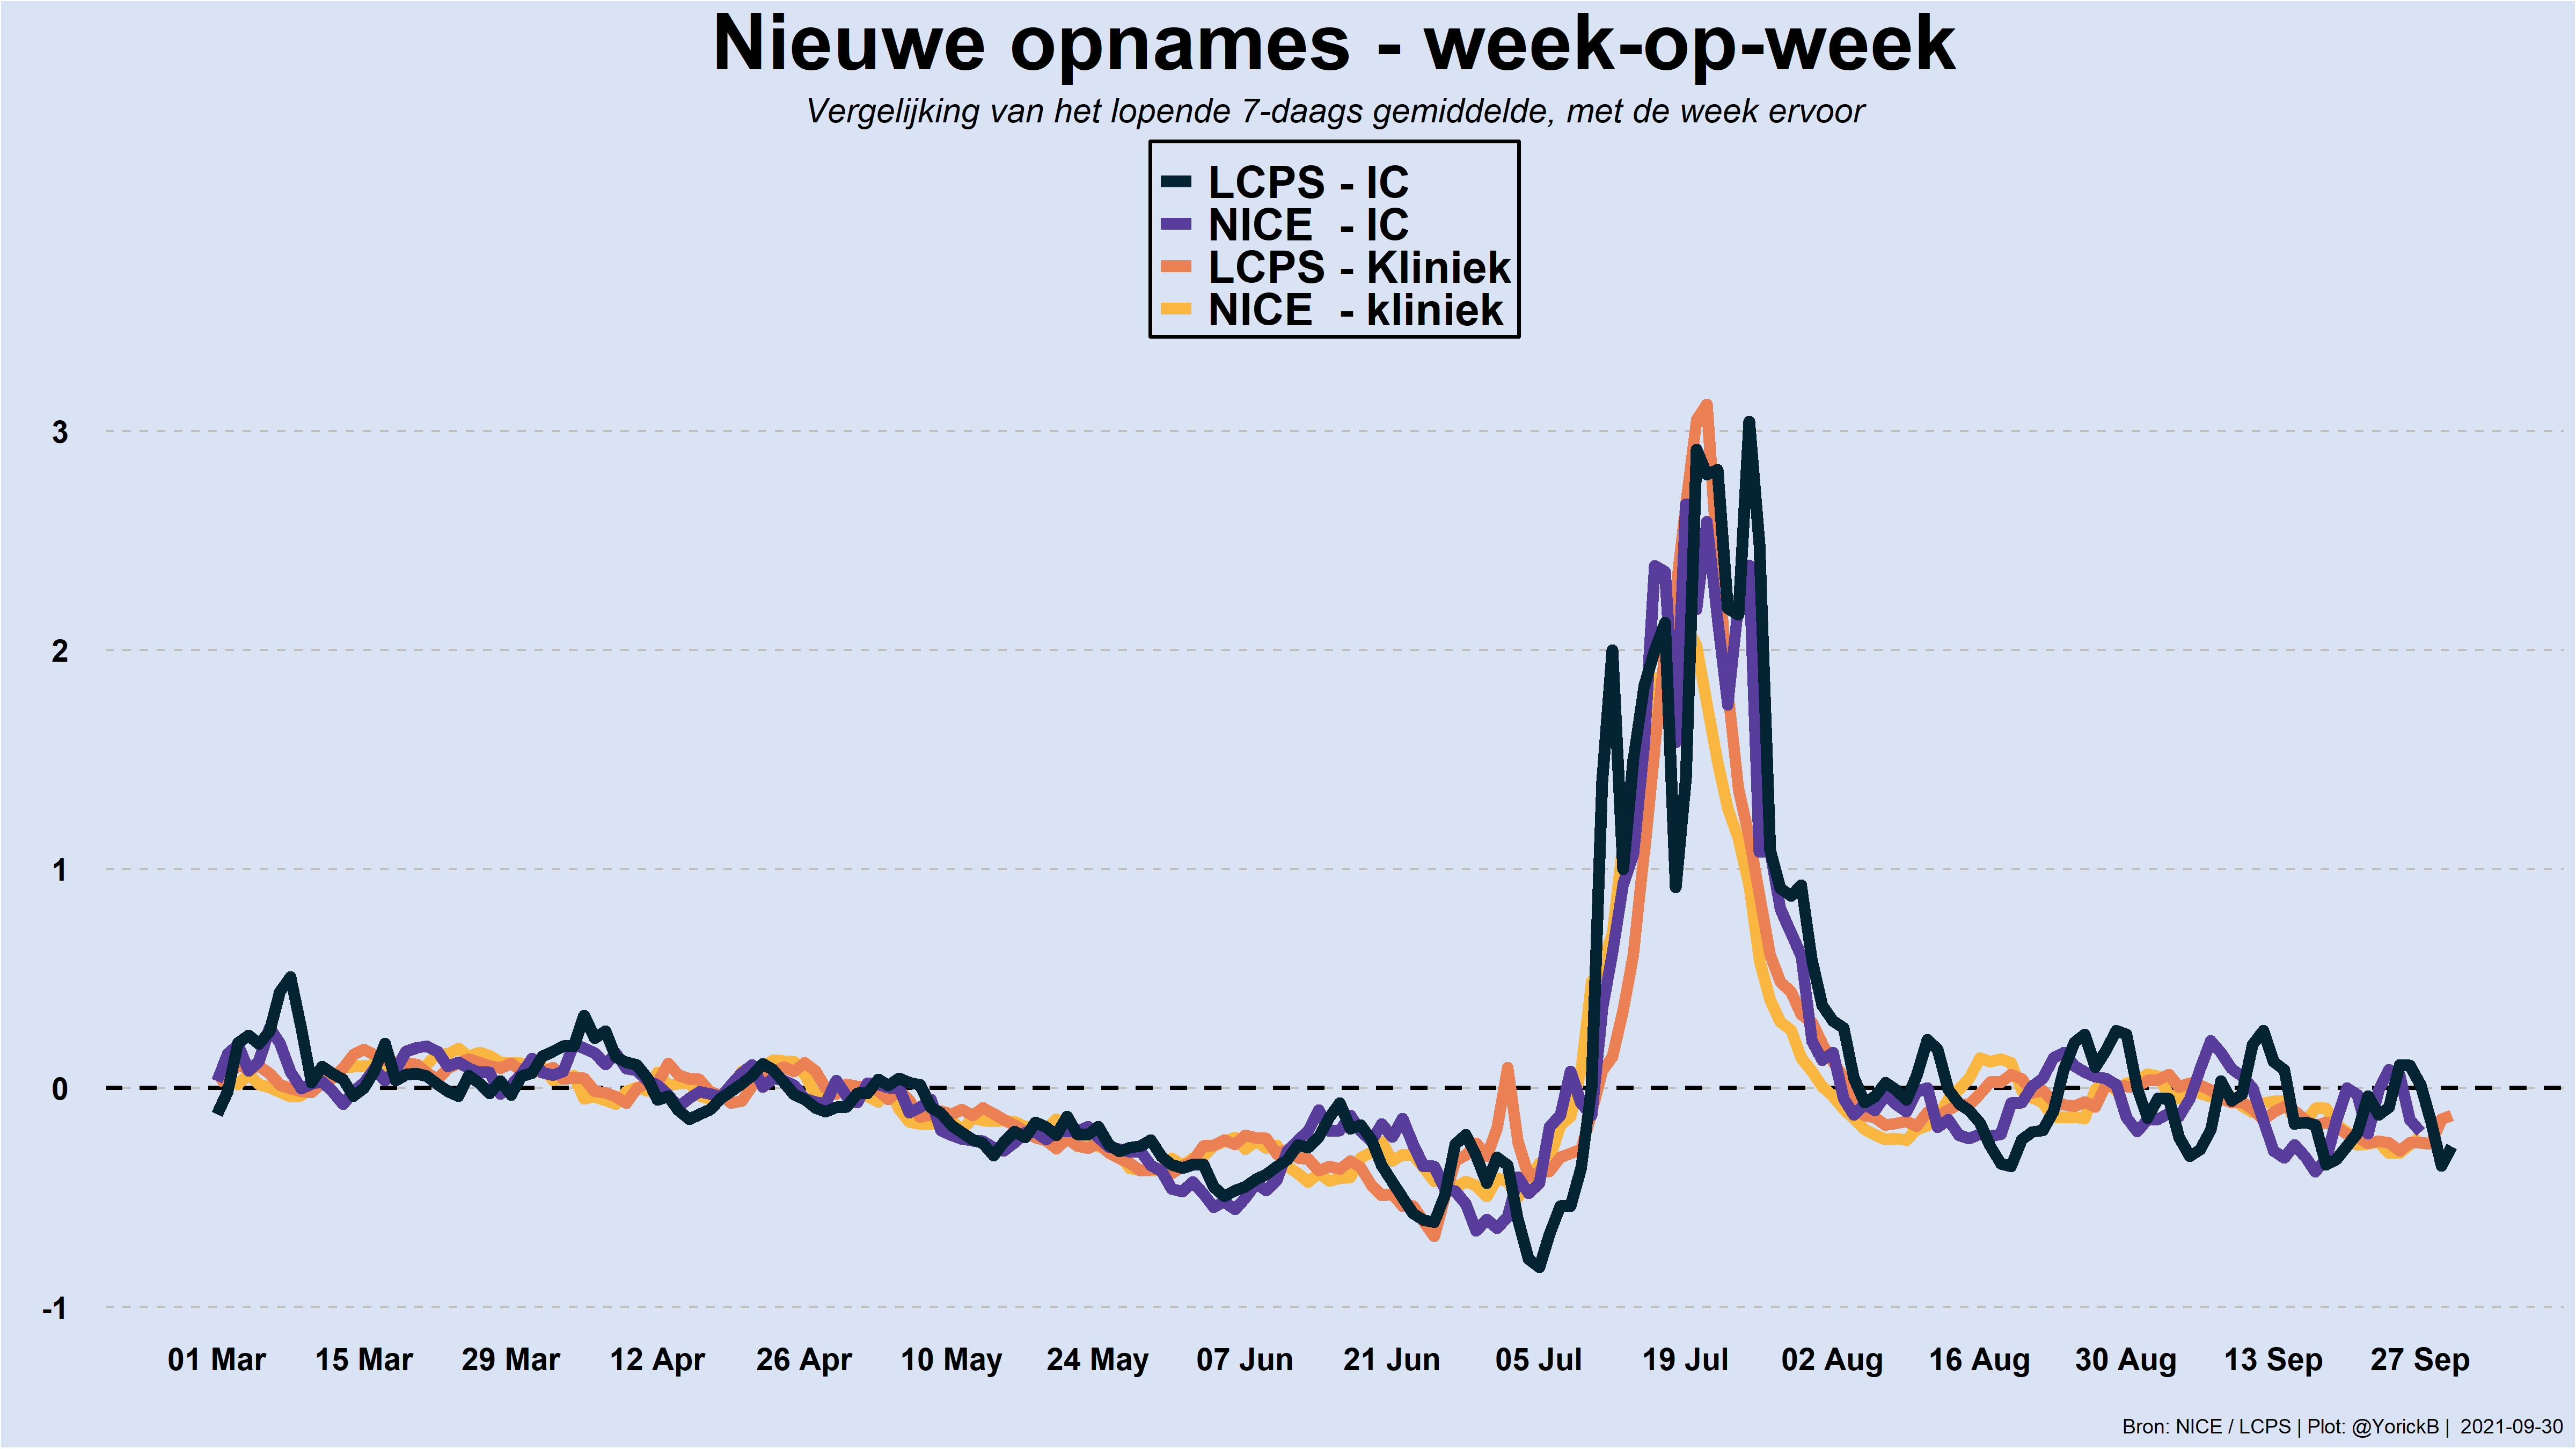 Nieuwe opnames - week-op-week
Vergelijking van het lopende 7-daags gemiddelde, met de week ervoor
LCPS - IC
NICE - IC
LCPS - Kliniek
NICE - kliniek
3
2
1
0
-1
01 Mar 15 Mar 29 Mar 12 Apr 26 Apr 10 May 24 May 07 Jun 21 Jun 05 Jul 19 Jul 02 Aug 16 Aug 30 Aug 13 Sep 27 Sep
Bron: NICE / LCPS | Plot: @YorickB | 2021-09-30